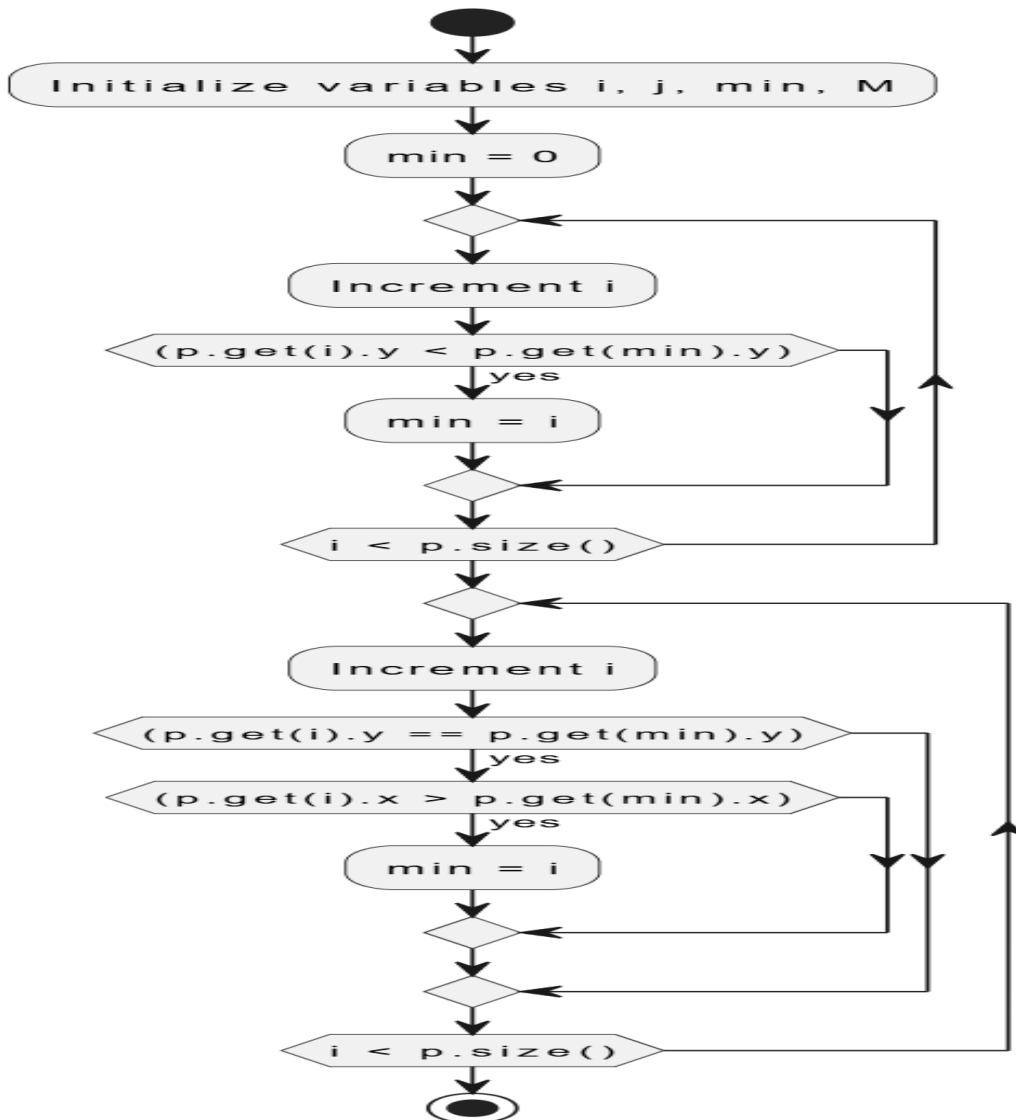 Initialize variables i, j, min, M
min = 0
Increment i
(p.get(i).y < p.get(min).y)
yes
min = i
i < p.size()
Increment i
(p.get(i).y == p.get(min).y)
yes
(p.get(i).x > p.get(min).x)
yes
min = i
i < p.size()